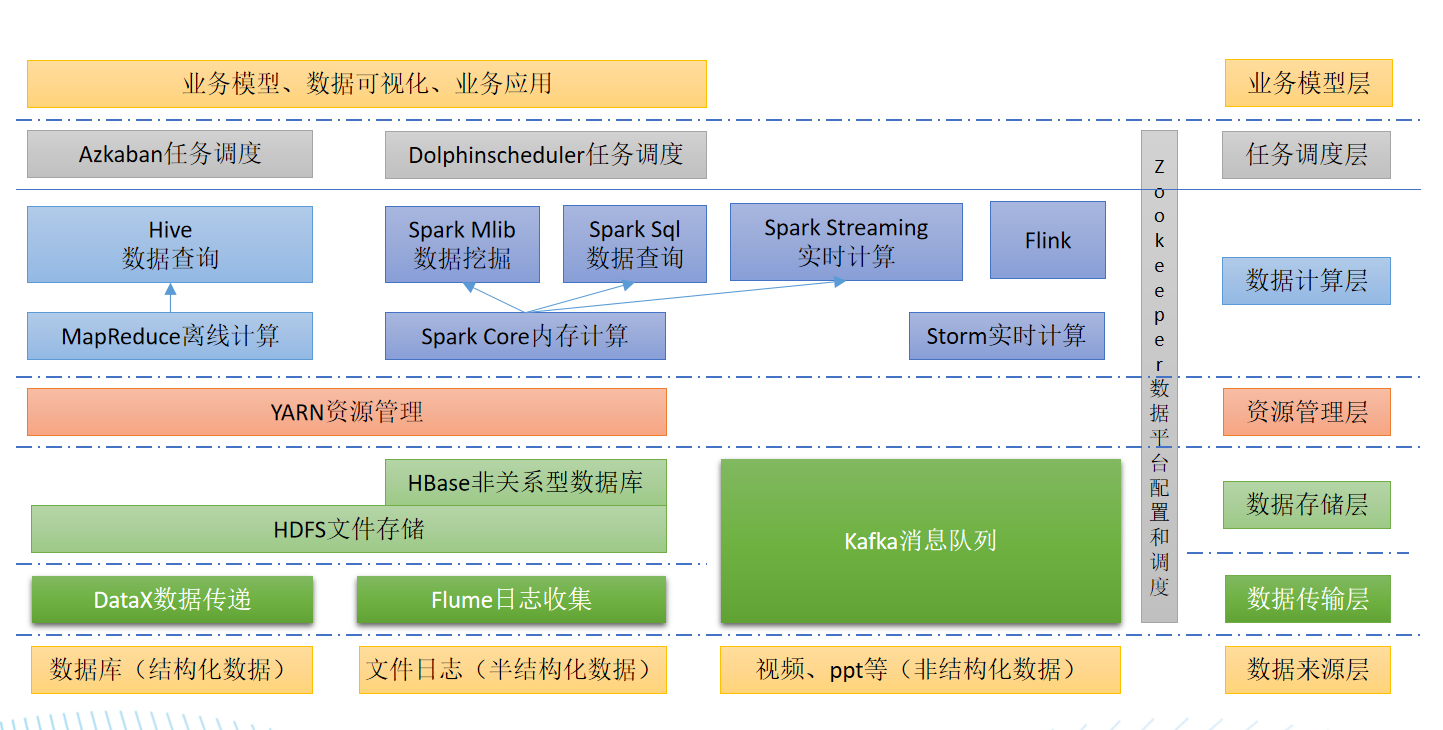 业务模型、数据可视化、业务应用
业务模型层
Azkaban任务调度
Dolphinscheduler任务调度
任务调度层
Hive
数据查询
Spark Mlib
数据挖掘
Spark Sql
数据查询
Spark Streaming
实时计算
Flink
数据计算层
MapReduce离线计算
Spark Core内存计算
Storm实时计算
Zoookeeper数据平台配置和调度
YARN资源管理
资源管理层
HBase非关系型数据库
HDFS文件存储
Kafka消息队列
数据存储层
DataX数据传递
Flume日志收集
数据传输层
数据库（结构化数据）
文件日志（半结构化数据）
视频、ppt等（非结构化数据）
数据来源层